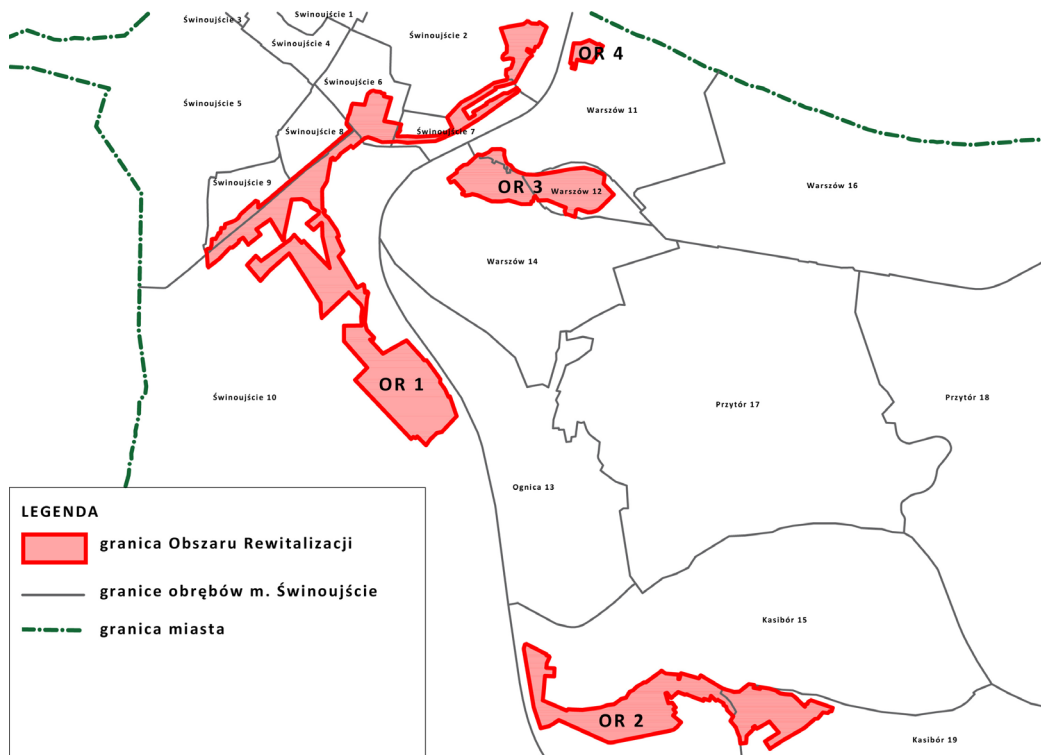 Świnoujście 3
Świnoujście 1
Świnoujście 2
Świnoujście 4
OR 4
Świnoujście 6
Świnoujście 5
Warszów 11
Świnoujście 8
Świnoujście 7
Świnoujście 9
OR 3
Warszów 12
Warszów 16
Warszów 14
OR 1
Świnoujście 10
Przytór 17
Przytór 18
Ognica 13
LEGENDA
granica Obszaru Rewitalizacji
granice obrębów m. Świnoujście
granica miasta
Kasibór 15
OR 2
Kasibór 19